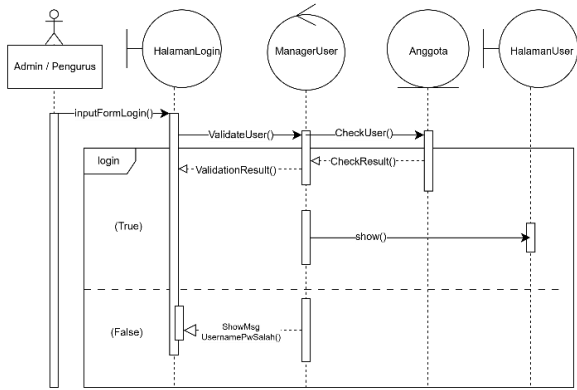 Admin / Pengurus
HalamanLogin
ManagerUser
Anggota
HalamanUser
inputFormLogin()
ValidateUser()
CheckUser()
login
ValidationResult()
CheckResult()
(True)
show()
(False)
ShowMsg
UsernamePwSalah()